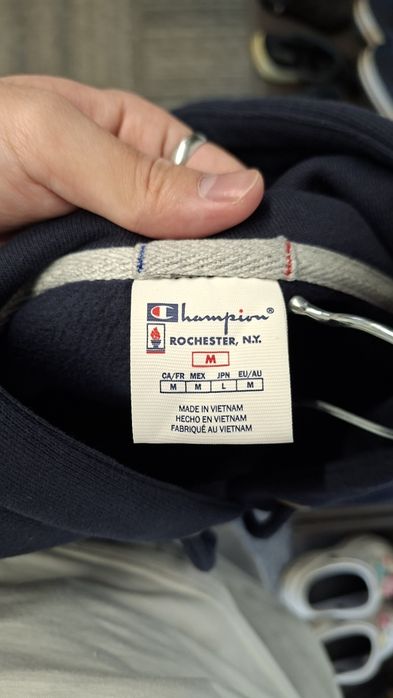 Champion®
ROCHESTER, N.Y.
M
CA/FR MEX JPN EU/AU
M M L M
MADE IN VIETNAM
HECHO EN VIETNAM
FABRIQUÉ AU VIETNAM